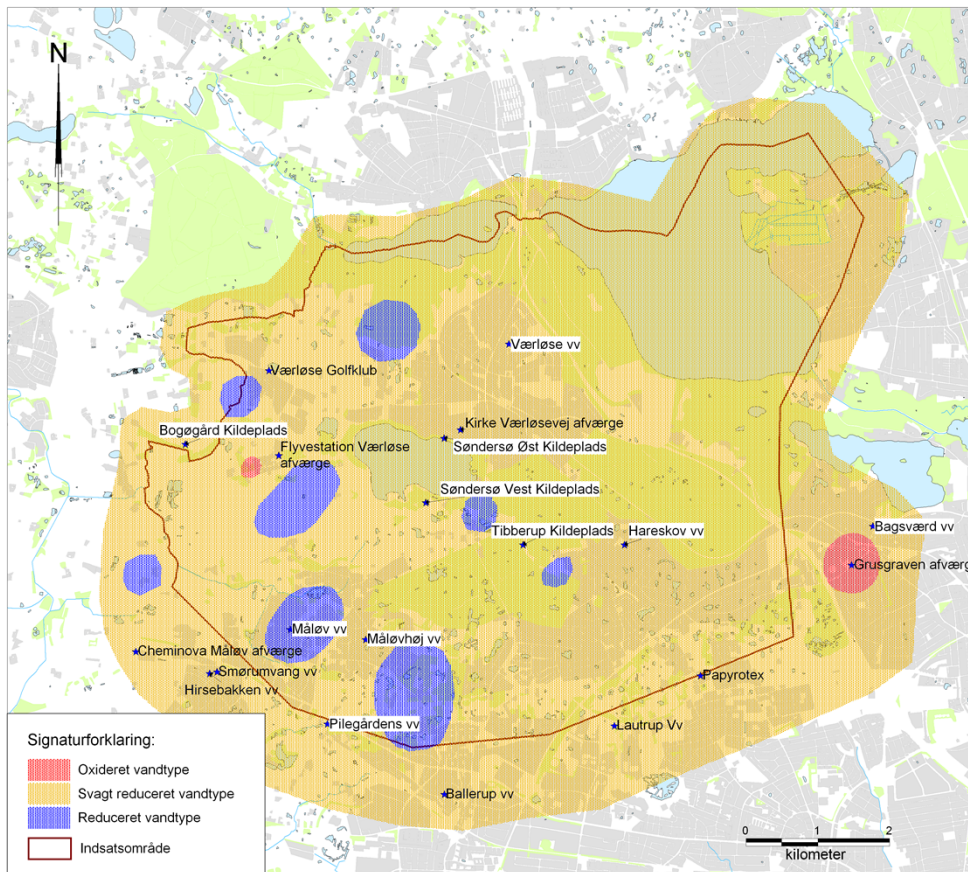 N
Værløse vv
Værløse Golfklub
Kirke Værløsevej afværge
Bogøgård Kildeplads
Søndersø Øst Kildeplads
Flyvestation Værløse
afværge
Søndersø Vest Kildeplads
Bagsværd vv
Tibberup Kildeplads
Hareskov vv
Grusgraven afværg
Måløv vv
Måløvhøj vv
Cheminova Måløv afværge
Smørumvang vv
Papyrotex
Hirsebakken vv
Pilegårdens vv
Lautrup Vv
Ballerup vv
Signaturforklaring:
Oxideret vandtype
Svagt reduceret vandtype
Reduceret vandtype
Indsatsområde
0 1 2
kilometer